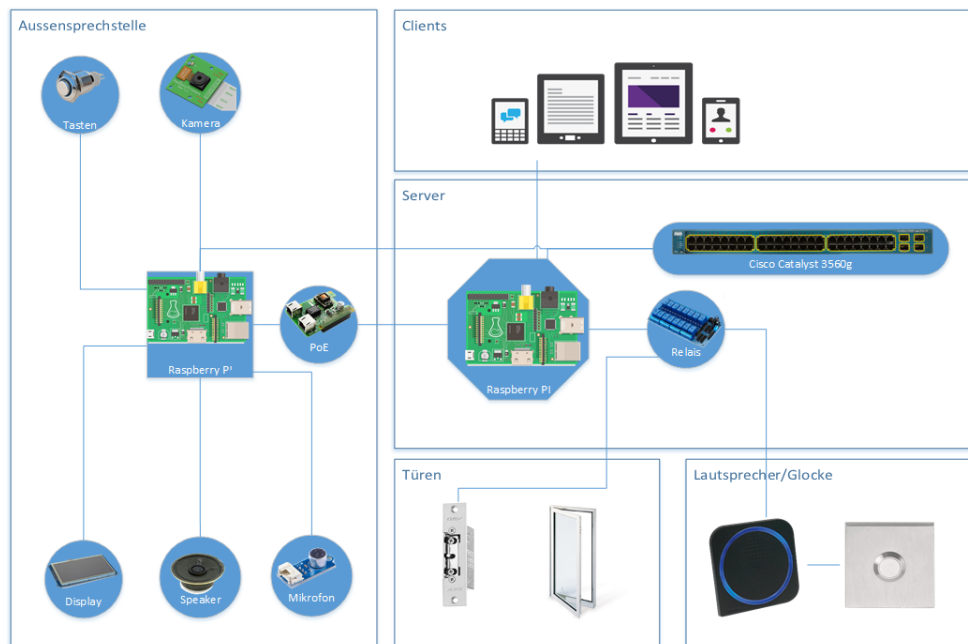 Aussensprechstelle
Tasten
Kamera
Raspberry PI
PoE
Display
Speaker
Mikrofon
Clients
Server
Cisco Catalyst 3560g
Raspberry PI
Relais
Türen
Lautsprecher/Glocke